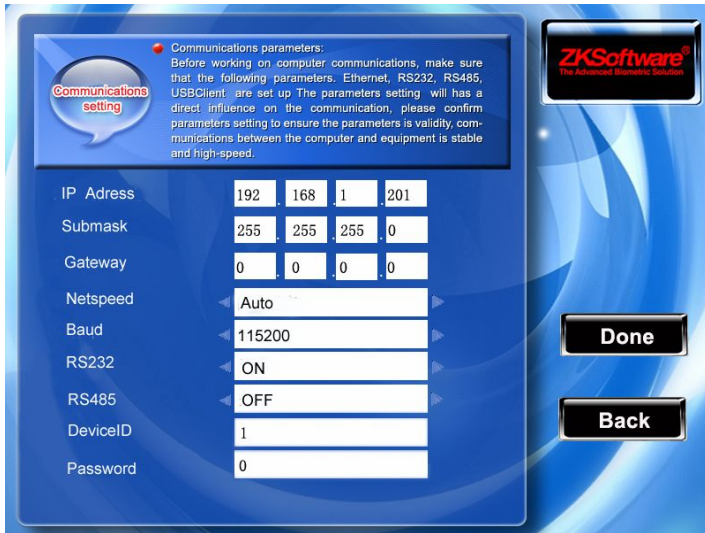 Communications parameters:
Before working on computer communications, make sure
that the following parameters. Ethernet, RS232, RS485,
USBClient are set up The parameters setting will has a
direct influence on the communication, please confirm
parameters setting to ensure the parameters is validity, com-
munications between the computer and equipment is stable
and high-speed.
Communications
setting
ZKSoftware®
The Advanced Biometric Solution
IP Adress 192 . 168 . 1 . 201
Submask 255 . 255 . 255 . 0
Gateway 0 . 0 . 0 . 0
Netspeed Auto
Baud 115200
RS232 ON
RS485 OFF
DeviceID 1
Password 0
Done
Back